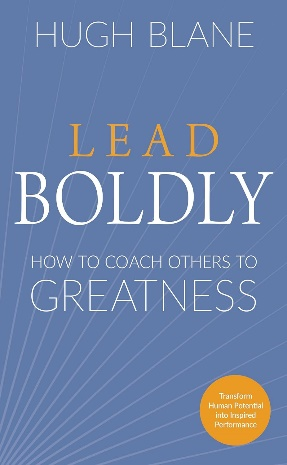 HUGH BLANE
LEAD
BOLDLY
HOW TO COACH OTHERS TO
GREATNESS
Transform
Human Potential
into Inspired
Performance